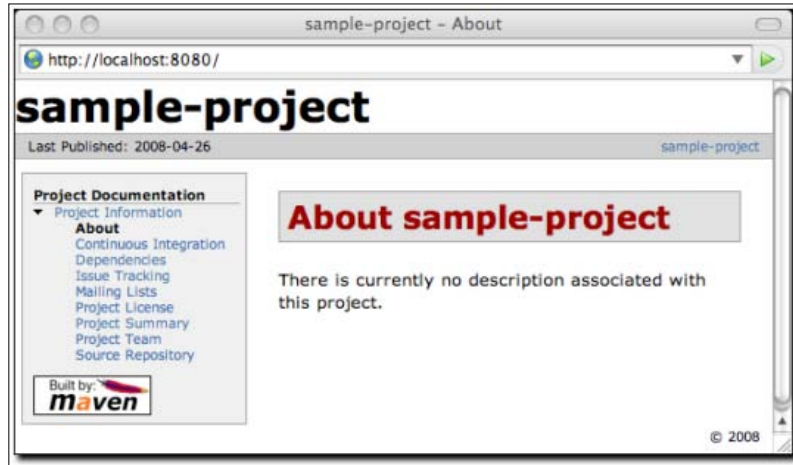 sample-project – About
http://localhost:8080/
sample-project
Last Published: 2008-04-26
sample-project
Project Documentation
Project Information
About
Continuous Integration
Dependencies
Issue Tracking
Mailing Lists
Project License
Project Summary
Project Team
Source Repository
Built by:
maven
About sample-project
There is currently no description associated with
this project.
© 2008